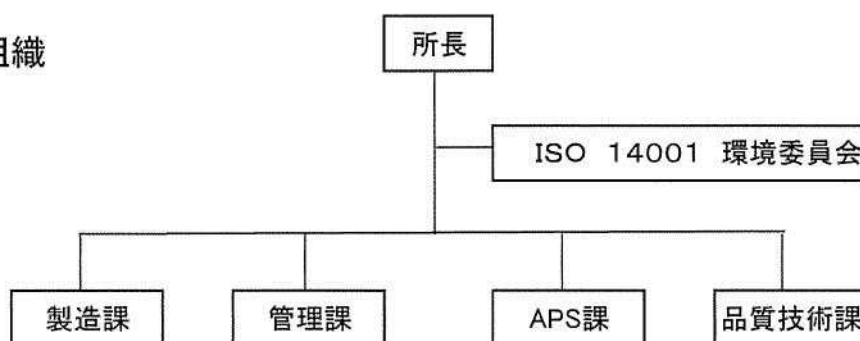 組織
所長
ISO 14001 環境委員会
製造課
管理課
APS課
品質技術課